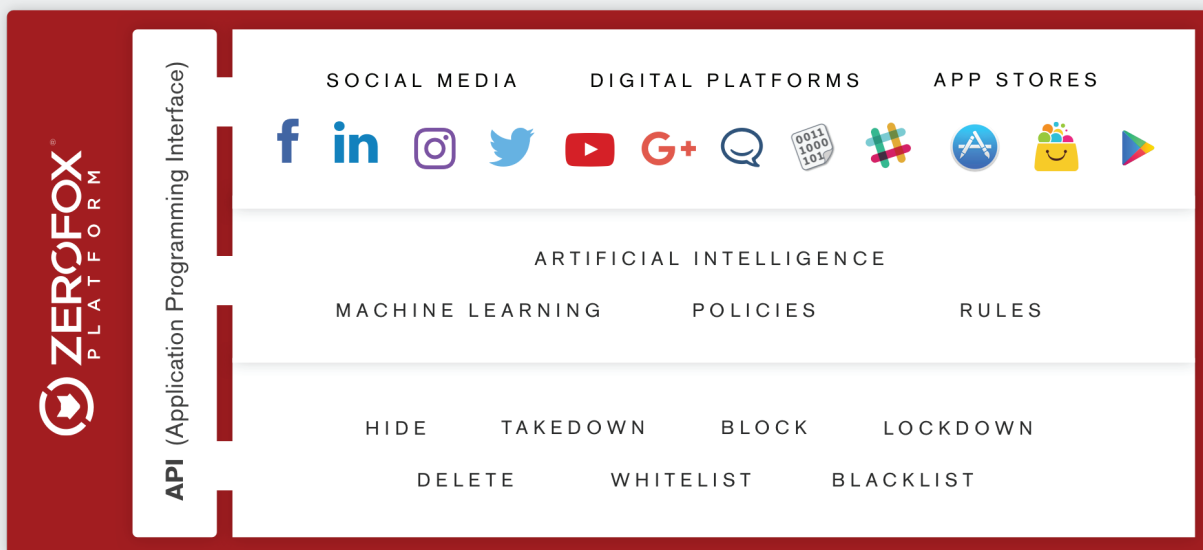 ZEROFOX®
PLATFORM
API (Application Programming Interface)
SOCIAL MEDIA DIGITAL PLATFORMS APP STORES
f in G+ 0011 1000 101
ARTIFICIAL INTELLIGENCE
MACHINE LEARNING POLICIES RULES
HIDE TAKEDOWN BLOCK LOCKDOWN
DELETE WHITELIST BLACKLIST